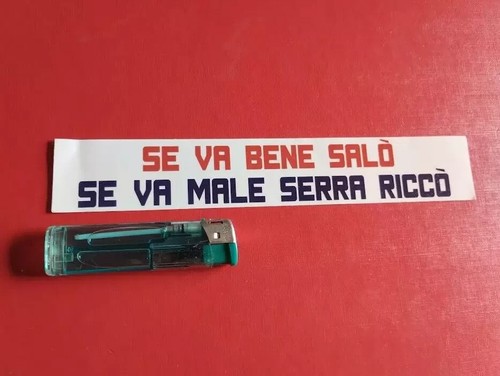 SE VA BENE SALÒ
SE VA MALE SERRA RICCÒ